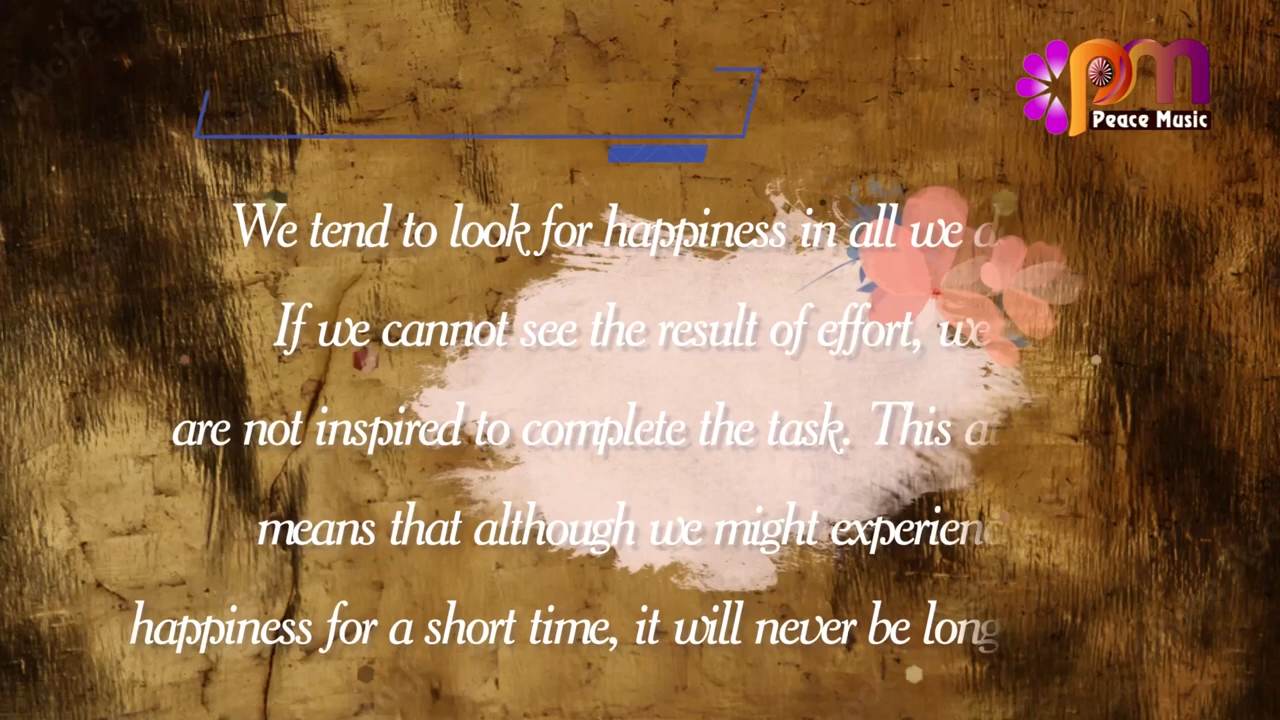 Peace Music
We tend to look for happiness in all we
If we cannot see the result of effort, we
are not inspired to complete the task. This
means that although we might
happiness for a short time, it will never be